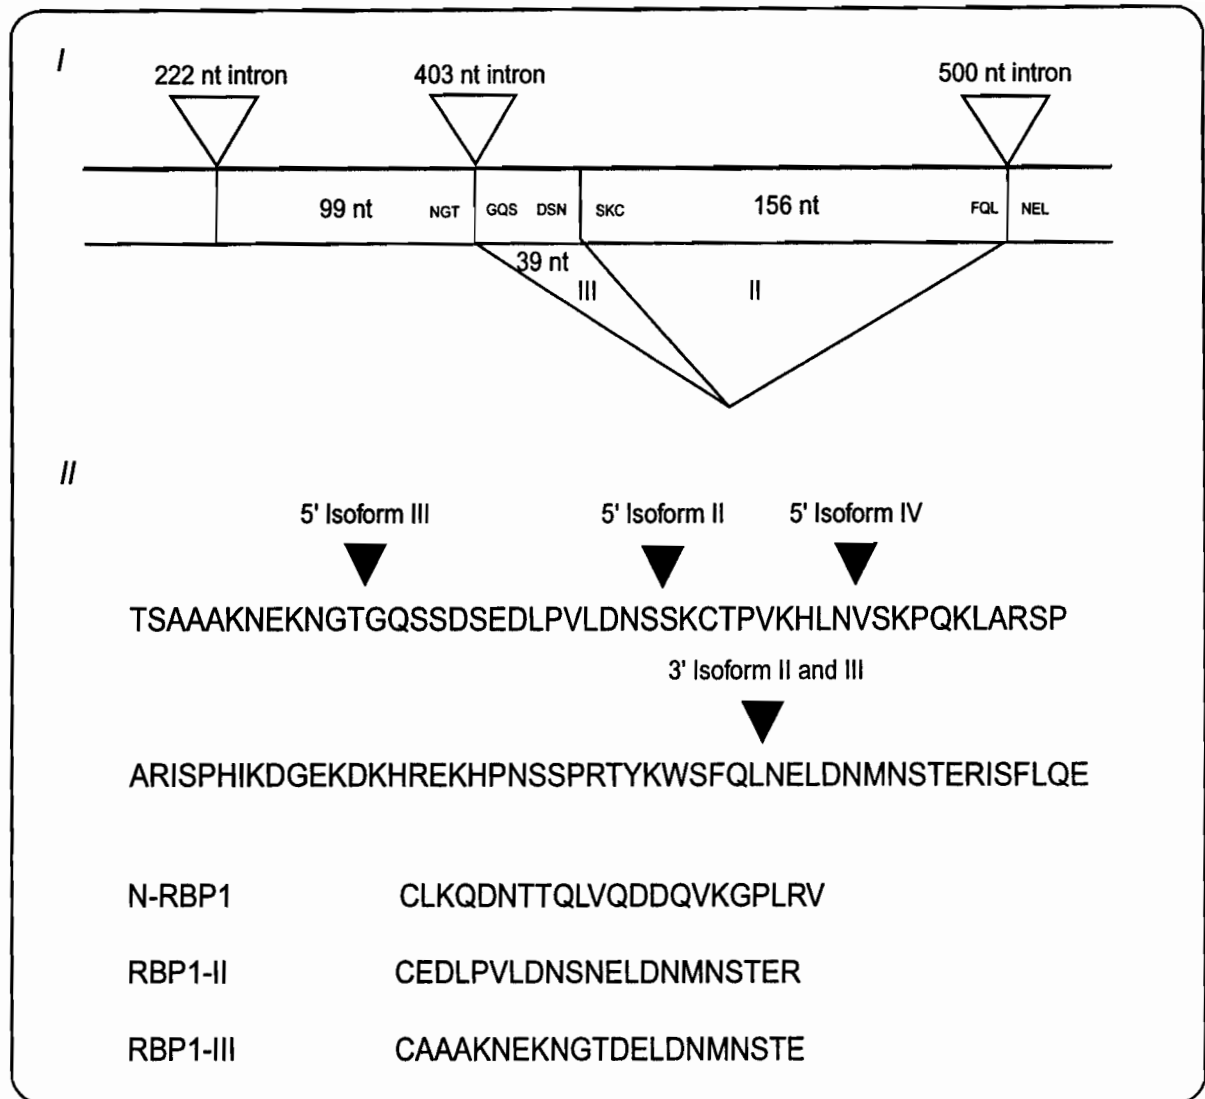 I
222 nt intron 403 nt intron 500 nt intron
99 nt NGT GQS DSN SKC 156 nt FQL NEL
39 nt
III II
II
5' Isoform III 5' Isoform II 5' Isoform IV
TSAAAKNEKNGTGQSSDSEDLPVLDNSSKCTPVKHLNVSKPQKLARSP
3' Isoform II and III
ARISPHIKDGEKDKHREKHPNSSPRTYKWSFQLNELDNMNSTERISFLQE
N-RBP1 CLKQDNTTQLVQDDQVKGPLRV
RBP1-II CEDLPVLDNSNELDNMNSTER
RBP1-III CAAAKNEKNGTDELDNMNSTE